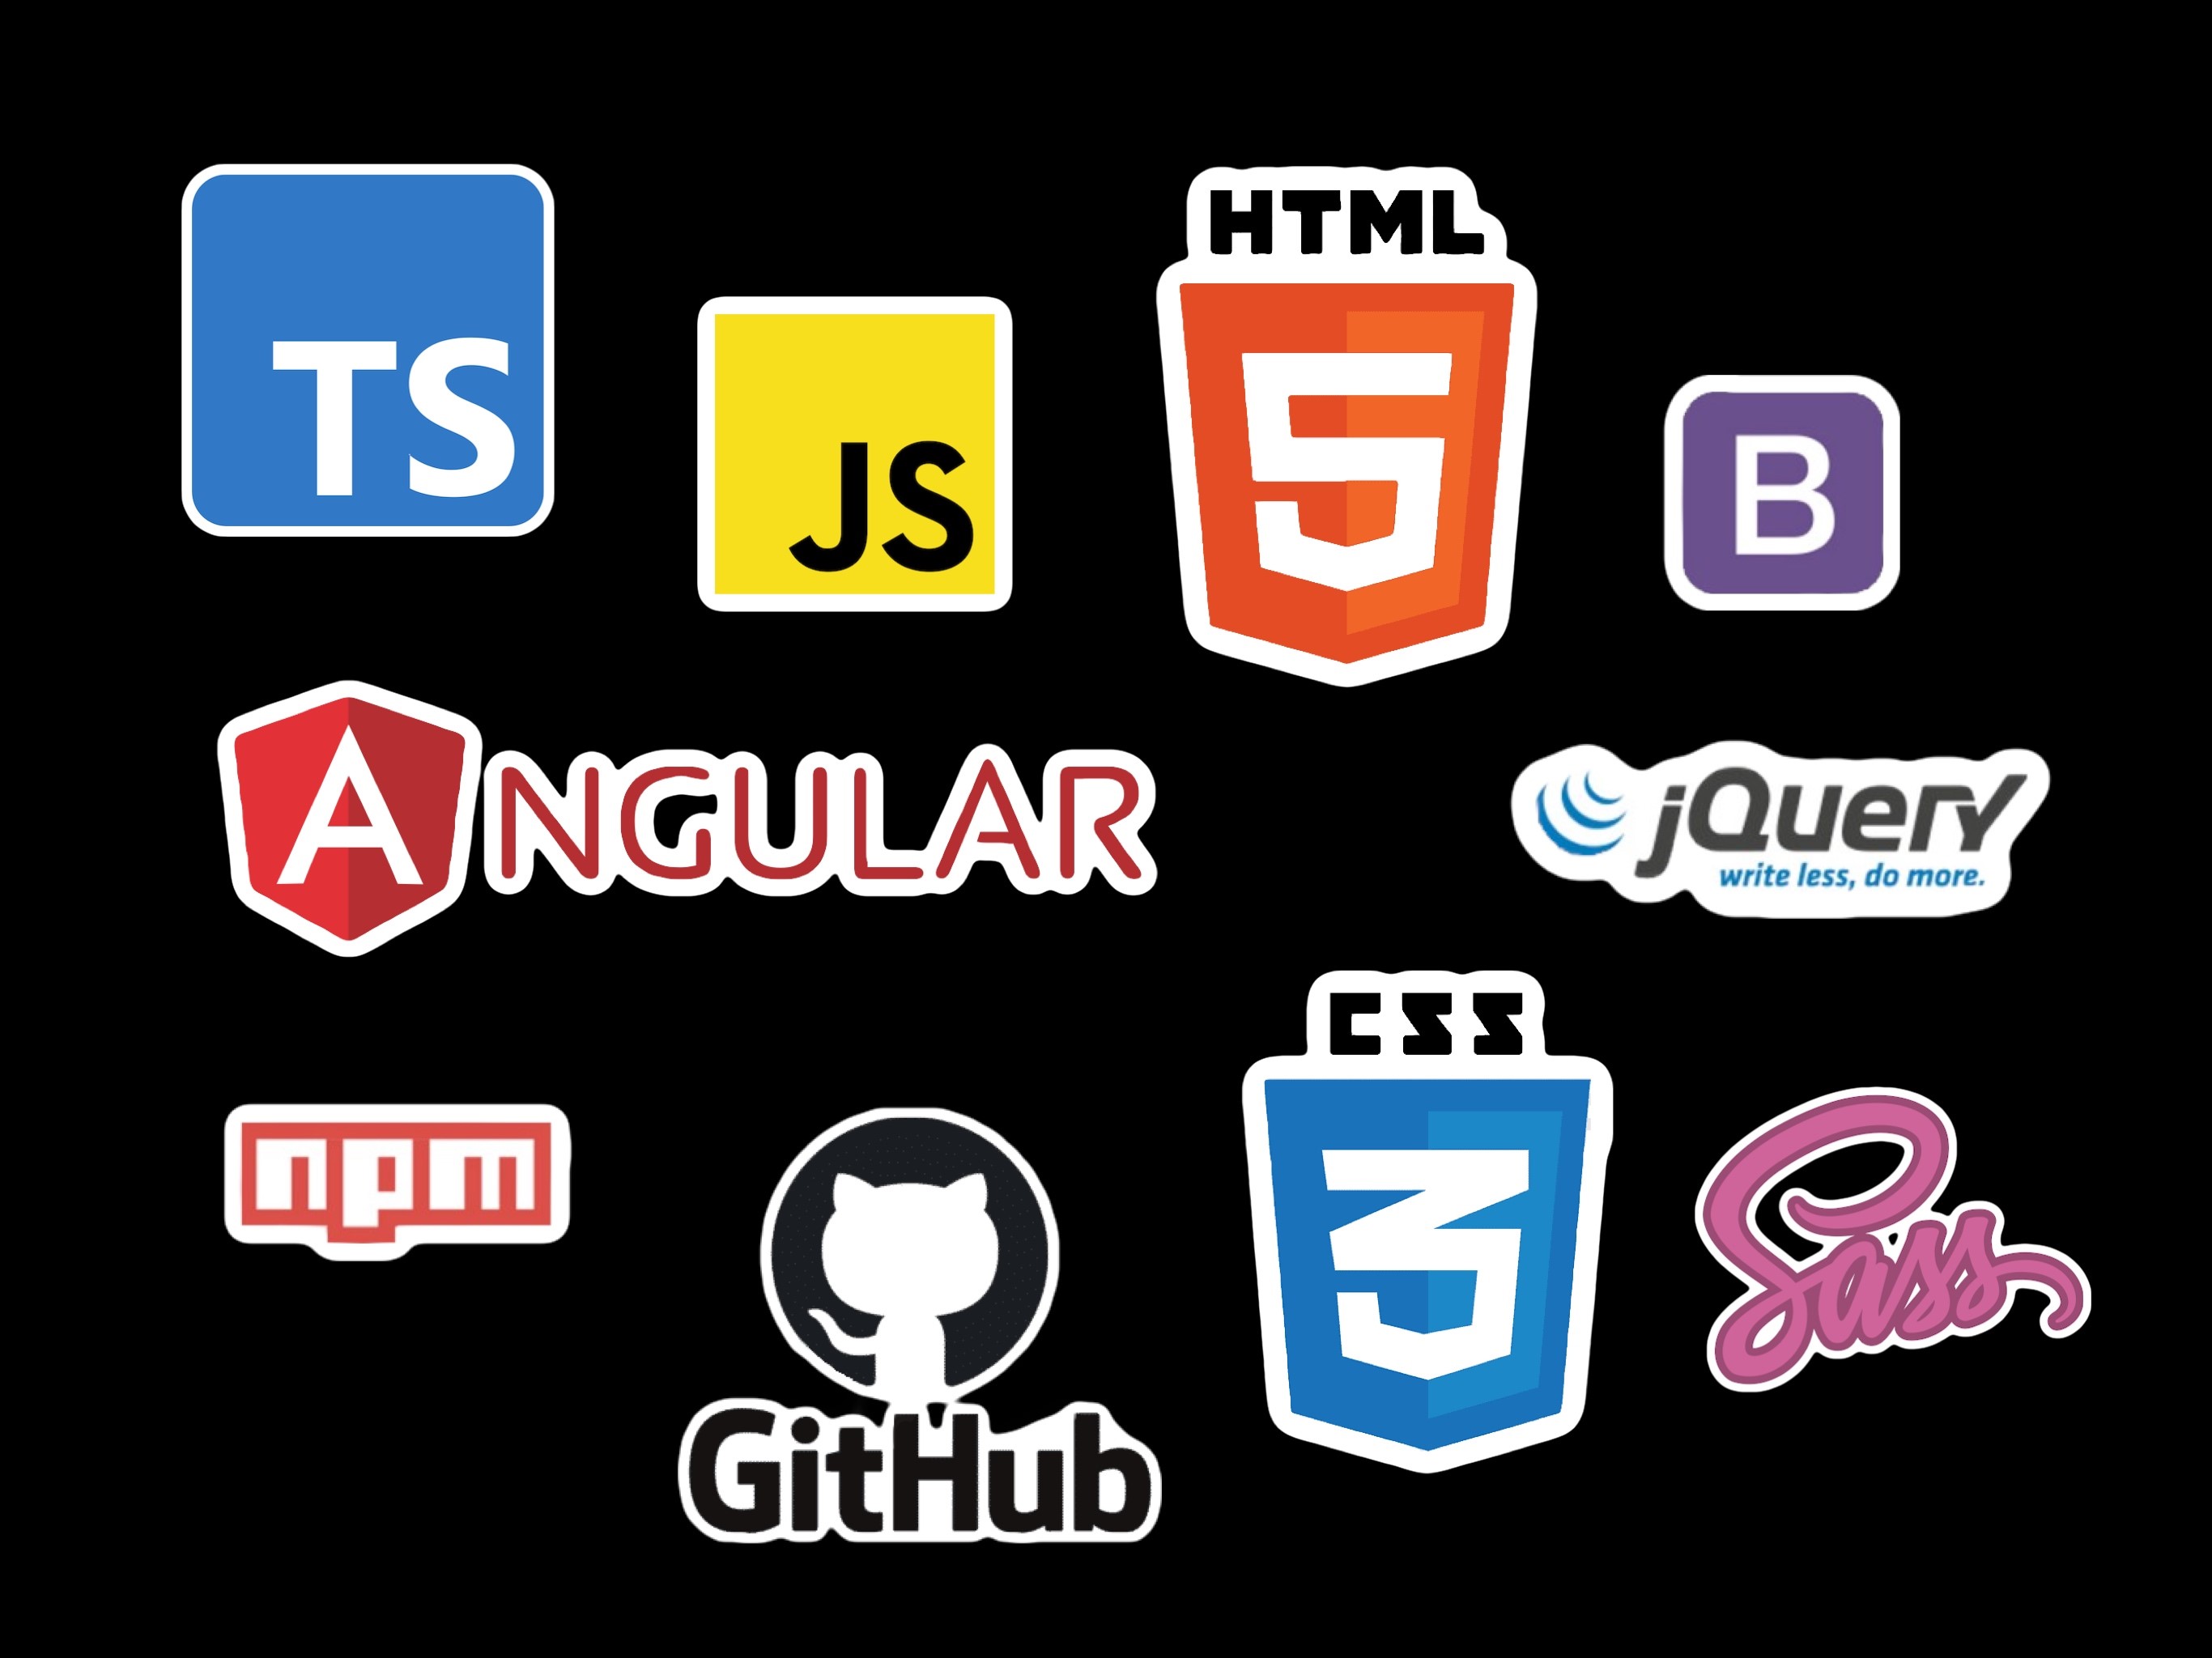 TS
JS
HTML
5
B
ANGULAR
jQuery
write less, do more.
npm
GitHub
CSS
3
Sass